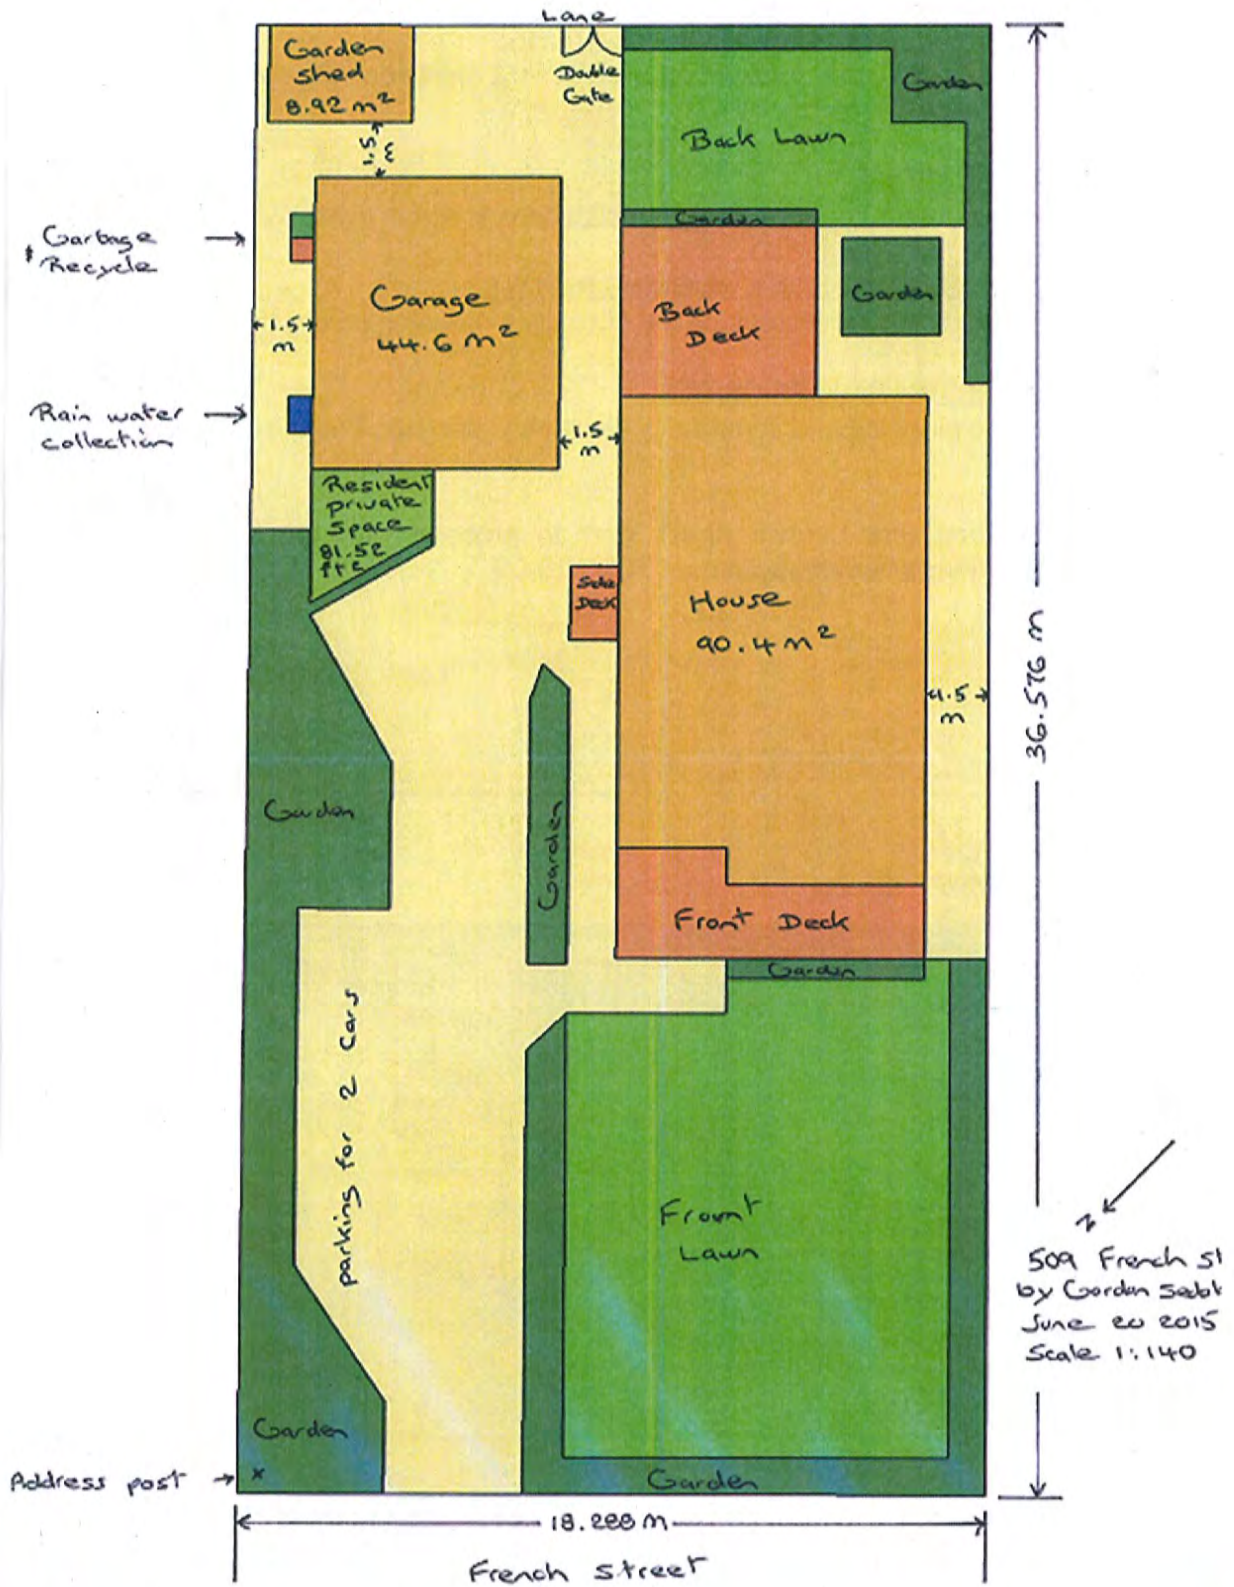 Lane
Garden
shed
8.92 m²
Double
Gate
Garden
Back Lawn
1.5
m
Garden
Garbage
& Recycle
Garage
44.6 m²
Back
Deck
Garden
1.5
m
Rain water
collection
1.5
m
Resident
private
space
81.52
ft2
Side
Deck
House
90.4 m²
1.5
m
36.576 m
Garden
Garden
Front Deck
Garden
parking for 2 cars
Front
Lawn
N
509 French St
by Gordon
June 20 2015
Scale 1:140
Garden
Address post
x
Garden
18.288 m
French Street